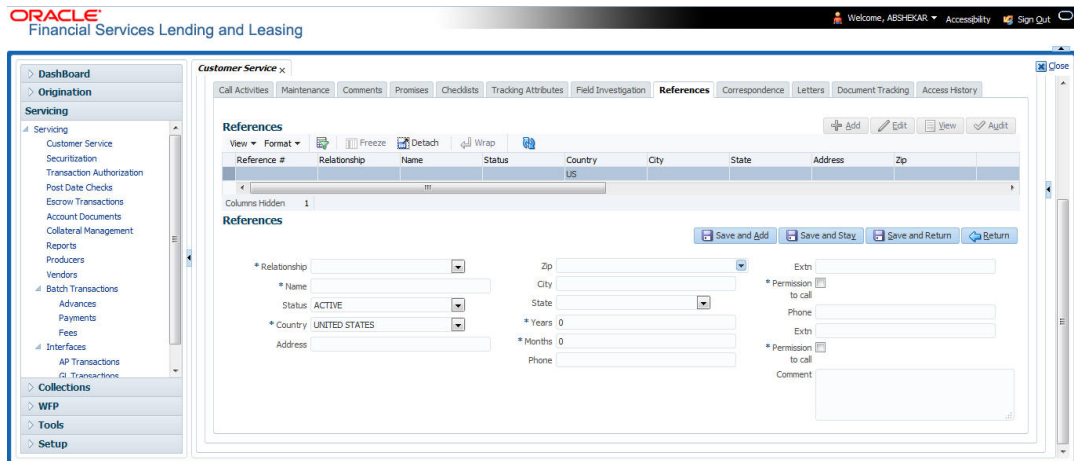 ORACLE
Financial Services Lending and Leasing
Welcome, ABSHEKAR Accessibility Sign Out
Close
DashBoard
Origination
Servicing
Servicing
Customer Service
Securitization
Transaction Authorization
Post Date Checks
Escrow Transactions
Account Documents
Collateral Management
Reports
Producers
Vendors
Batch Transactions
Advances
Payments
Fees
Interfaces
AP Transactions
GL Transactions
Collections
WFP
Tools
Setup
Customer Service x
Call Activities Maintenance Comments Promises Checklists Tracking Attributes Field Investigation References Correspondence Letters Document Tracking Access History
References
Add Edit View Audit
View Format Freeze Detach Wrap
Reference # Relationship Name Status Country City State Address Zip
US
Columns Hidden 1
References
Save and Add Save and Stay Save and Return Return
* Relationship
* Name
Status ACTIVE
* Country UNITED STATES
Address
Zip
City
State
* Years 0
* Months 0
Phone
Extn
* Permission to call
Phone
Extn
* Permission to call
Comment